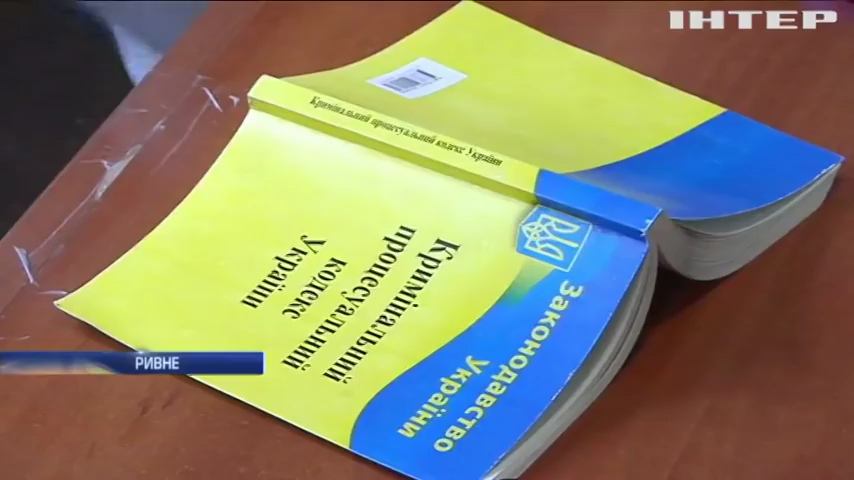 ІНТЕР
Кримінальний процесуальний кодекс України
Законодавство
України
Кримінальний
процесуальний
кодекс
України
РИВНЕ